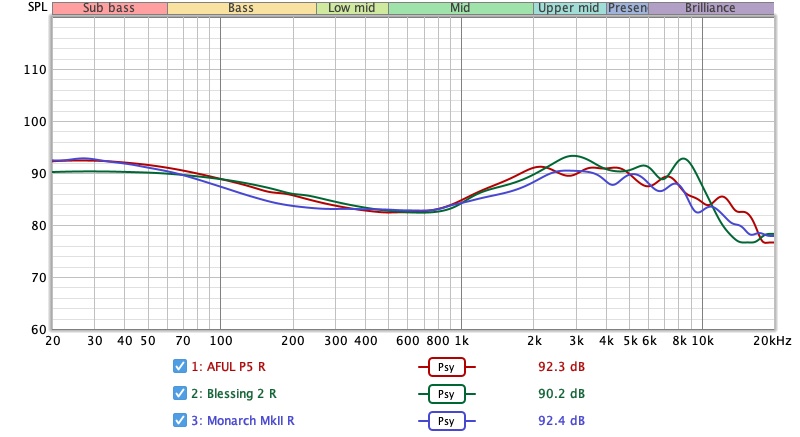 SPL Sub bass Bass Low mid Mid Upper mid Presen Brilliance
110
100
90
80
70
60
20 30 40 50 70 100 200 300 400 600 800 1k 2k 3k 4k 5k 6k 8k 10k 20kHz
1: AFUL P5 R Psy 92.3 dB
2: Blessing 2 R Psy 90.2 dB
3: Monarch MkII R Psy 92.4 dB